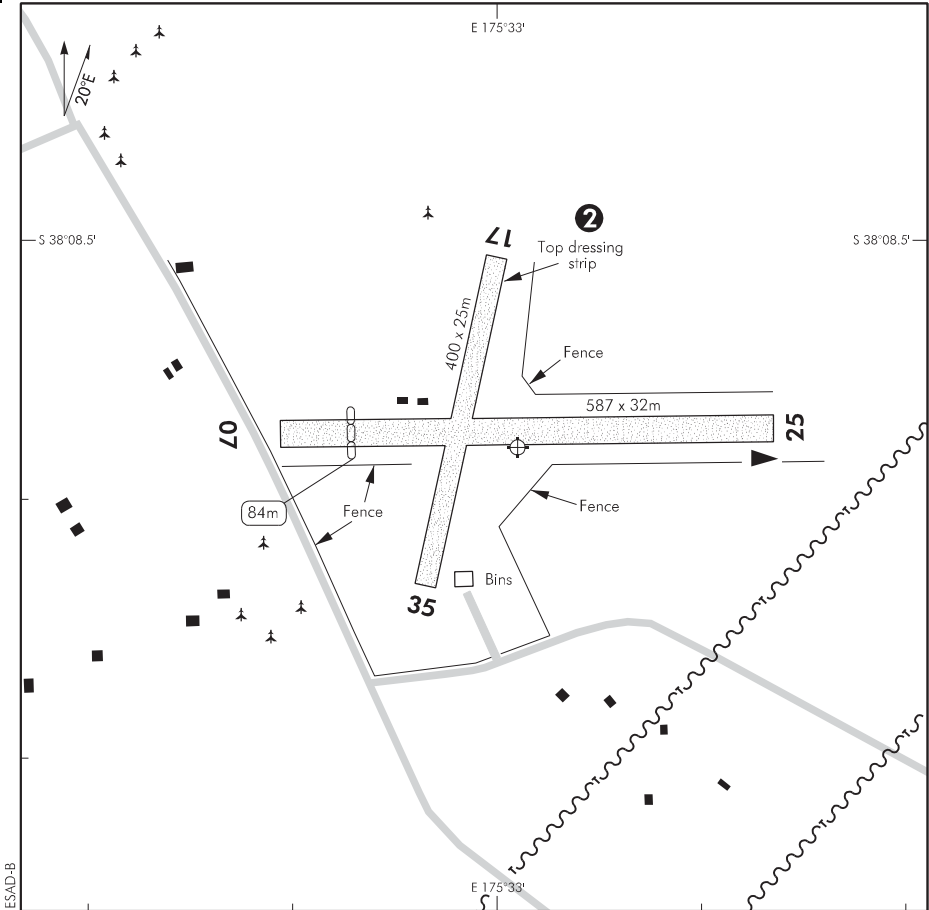 E 175°33'
20°E
2
17
S 38°08.5'
S 38°08.5'
Top dressing
strip
400 x 25m
Fence
587 x 32m
07
25
84m
Fence
Fence
Bins
35
ESAD-B
E 175°33'